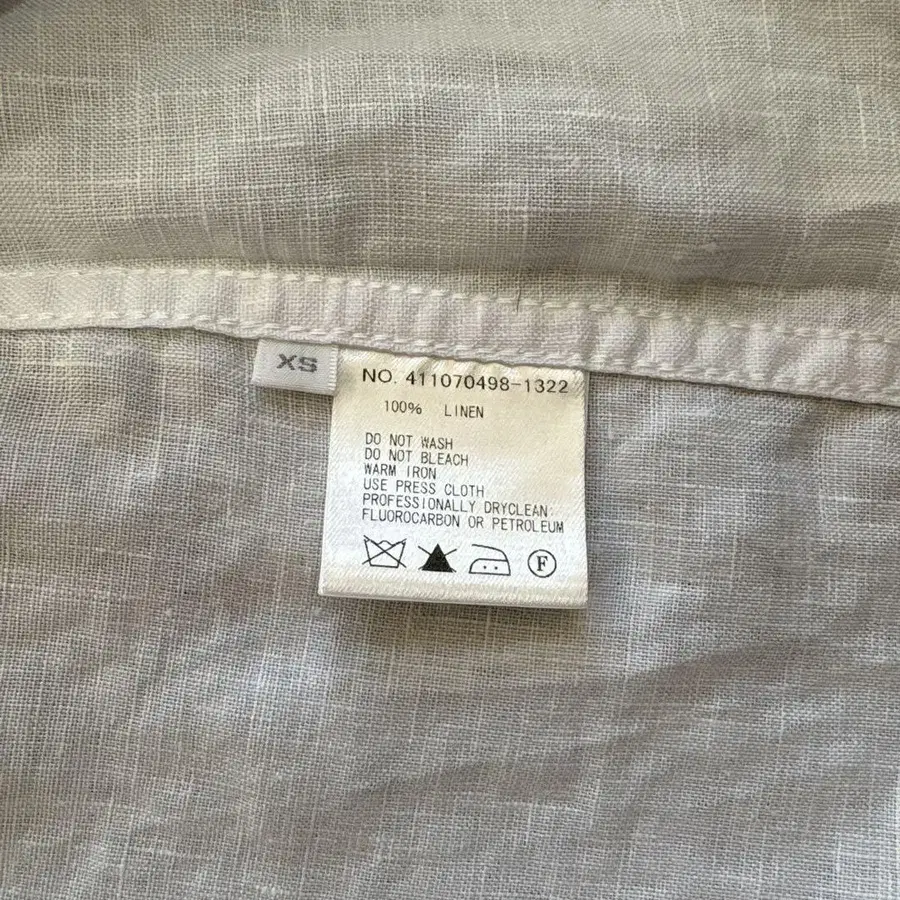 XS
NO. 411070498-1322
100% LINEN
DO NOT WASH
DO NOT BLEACH
WARM IRON
USE PRESS CLOTH
PROFESSIONALLY DRYCLEAN:
FLUOROCARBON OR PETROLEUM
F